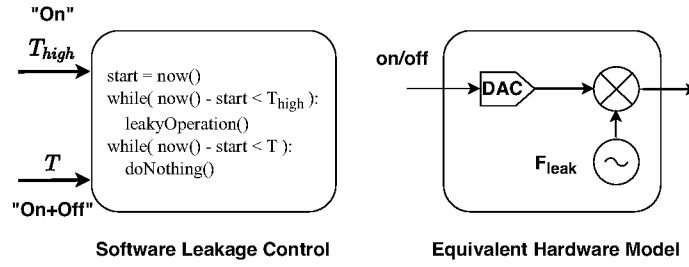 "On"
T_high
start = now()
while( now() - start < T_high ):
leakyOperation()
while( now() - start < T ):
doNothing()
T
"On+Off"
Software Leakage Control
on/off
DAC
F_leak
Equivalent Hardware Model